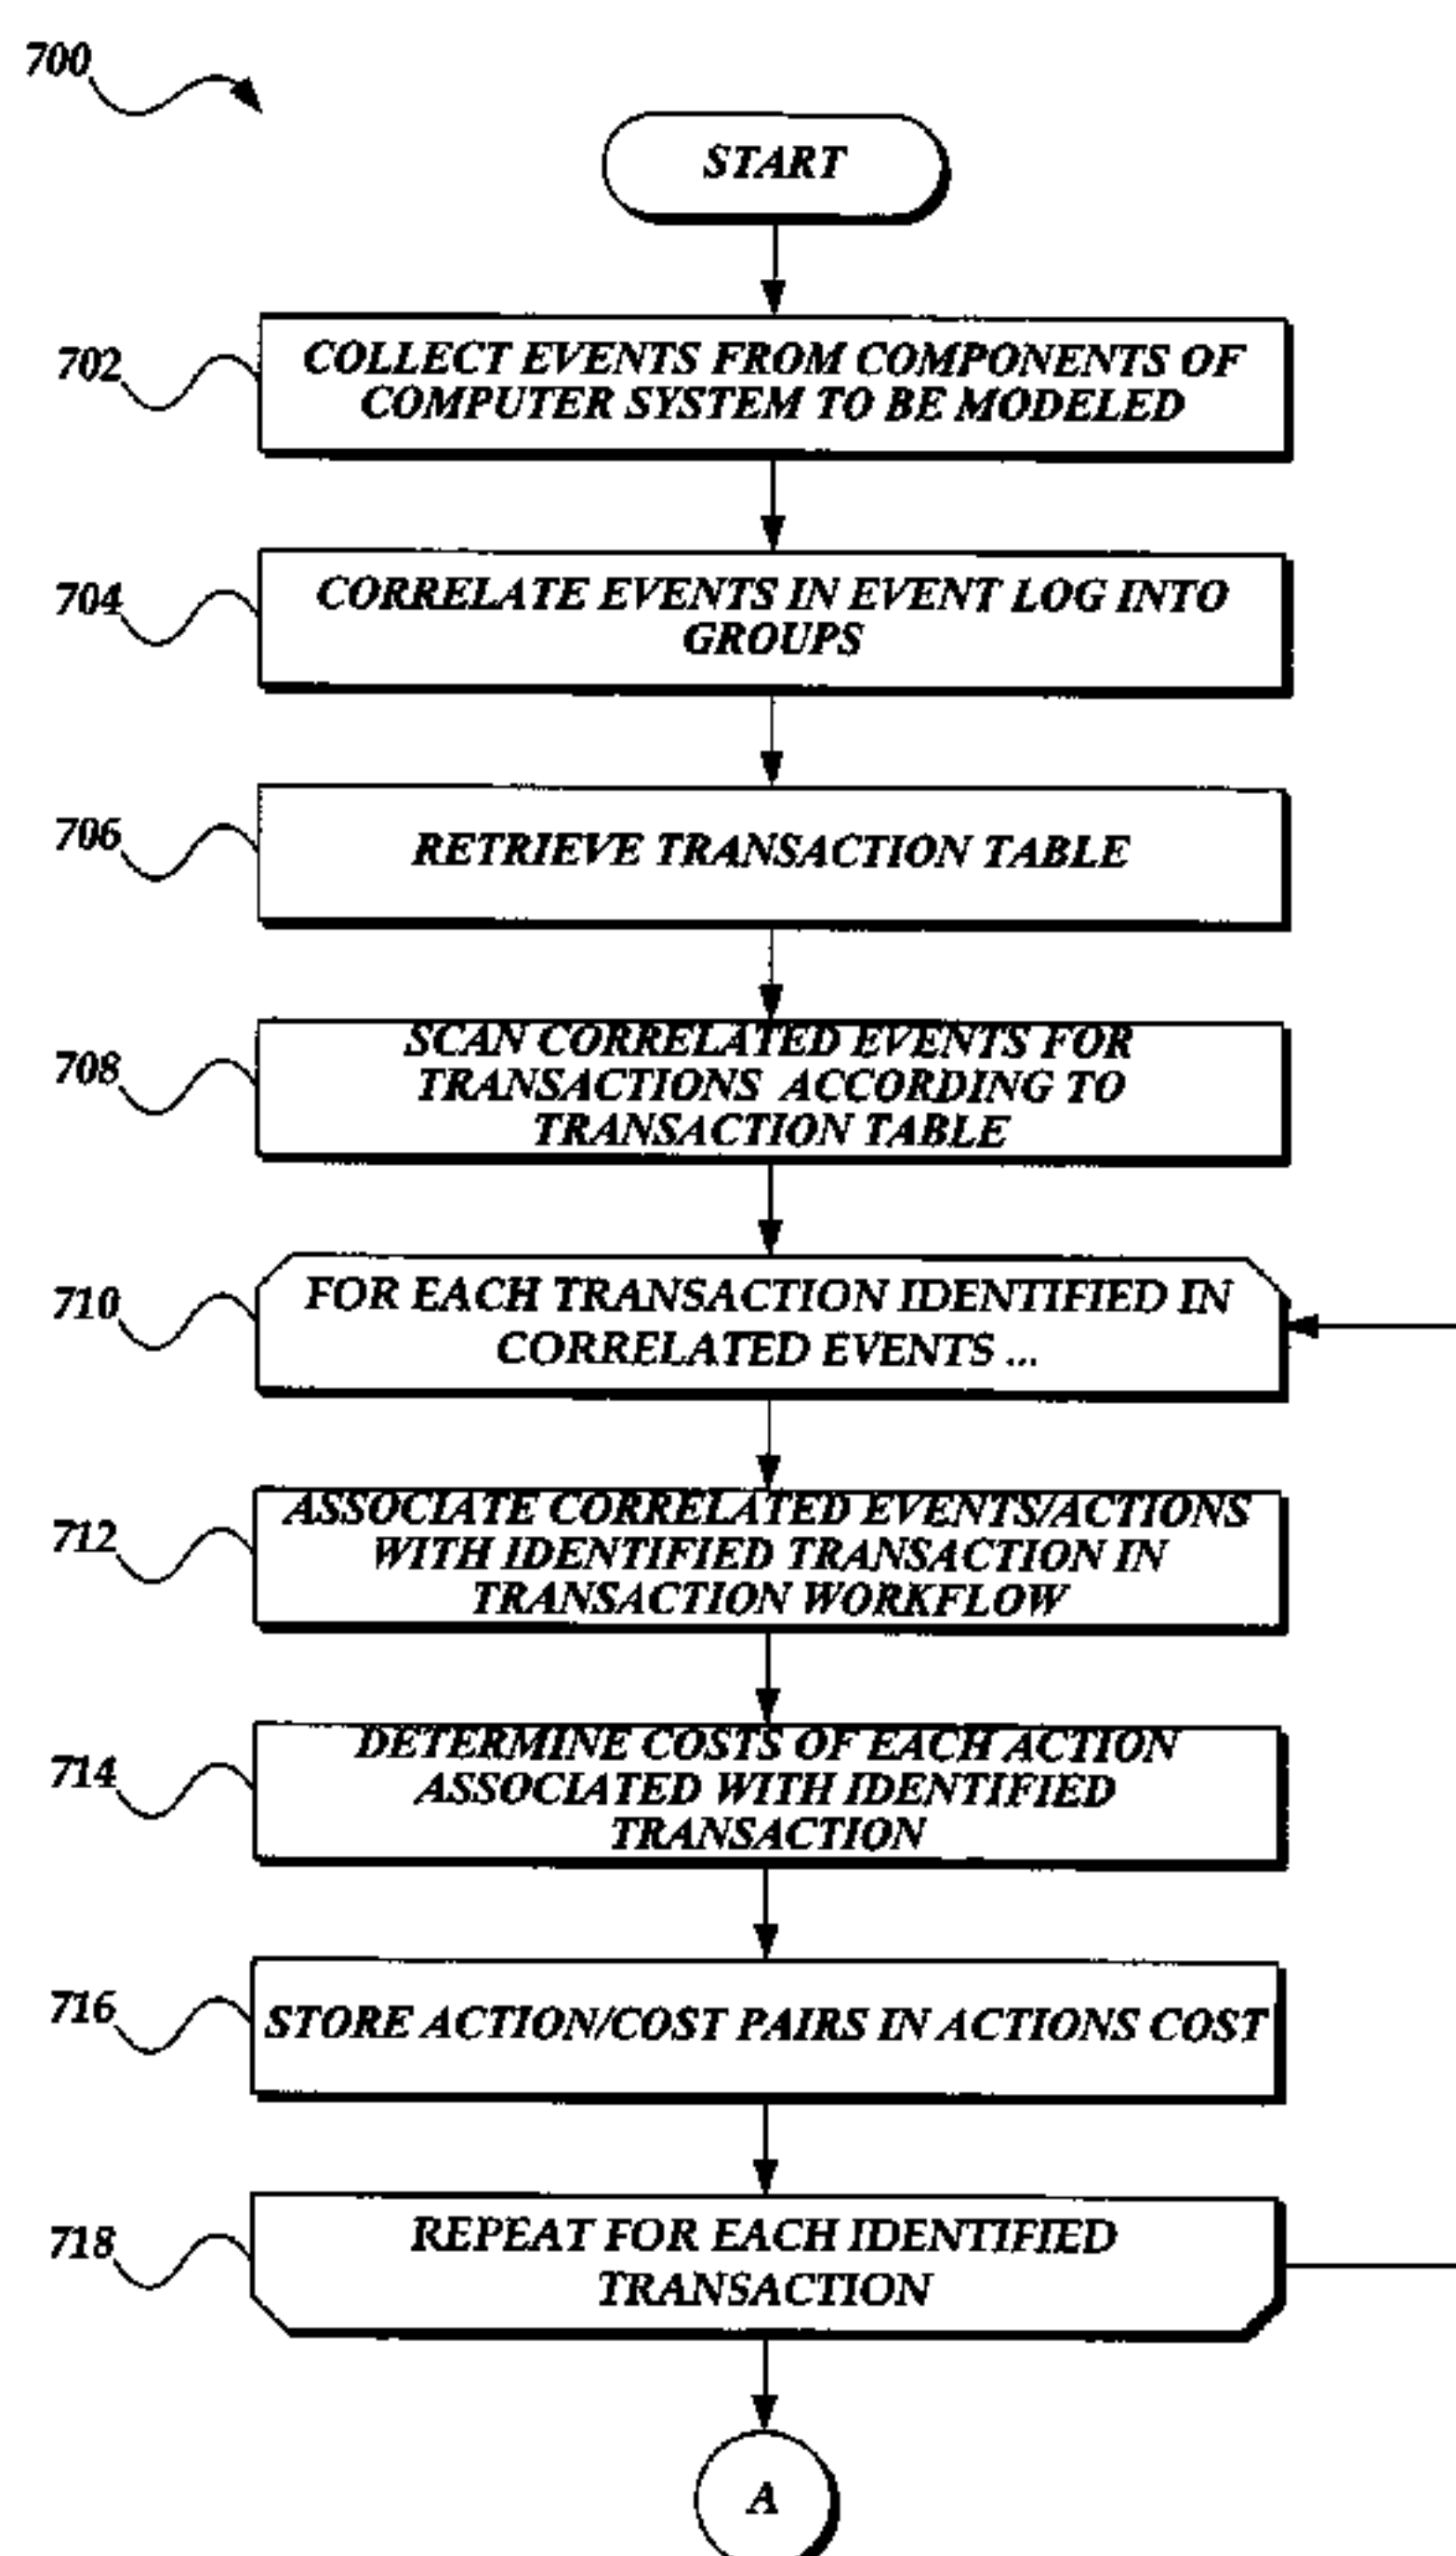 700
START
702
COLLECT EVENTS FROM COMPONENTS OF
COMPUTER SYSTEM TO BE MODELED
704
CORRELATE EVENTS IN EVENT LOG INTO
GROUPS
706
RETRIEVE TRANSACTION TABLE
708
SCAN CORRELATED EVENTS FOR
TRANSACTIONS ACCORDING TO
TRANSACTION TABLE
710
FOR EACH TRANSACTION IDENTIFIED IN
CORRELATED EVENTS ...
712
ASSOCIATE CORRELATED EVENTS/ACTIONS
WITH IDENTIFIED TRANSACTION IN
TRANSACTION WORKFLOW
714
DETERMINE COSTS OF EACH ACTION
ASSOCIATED WITH IDENTIFIED
TRANSACTION
716
STORE ACTION/COST PAIRS IN ACTIONS COST
718
REPEAT FOR EACH IDENTIFIED
TRANSACTION
A